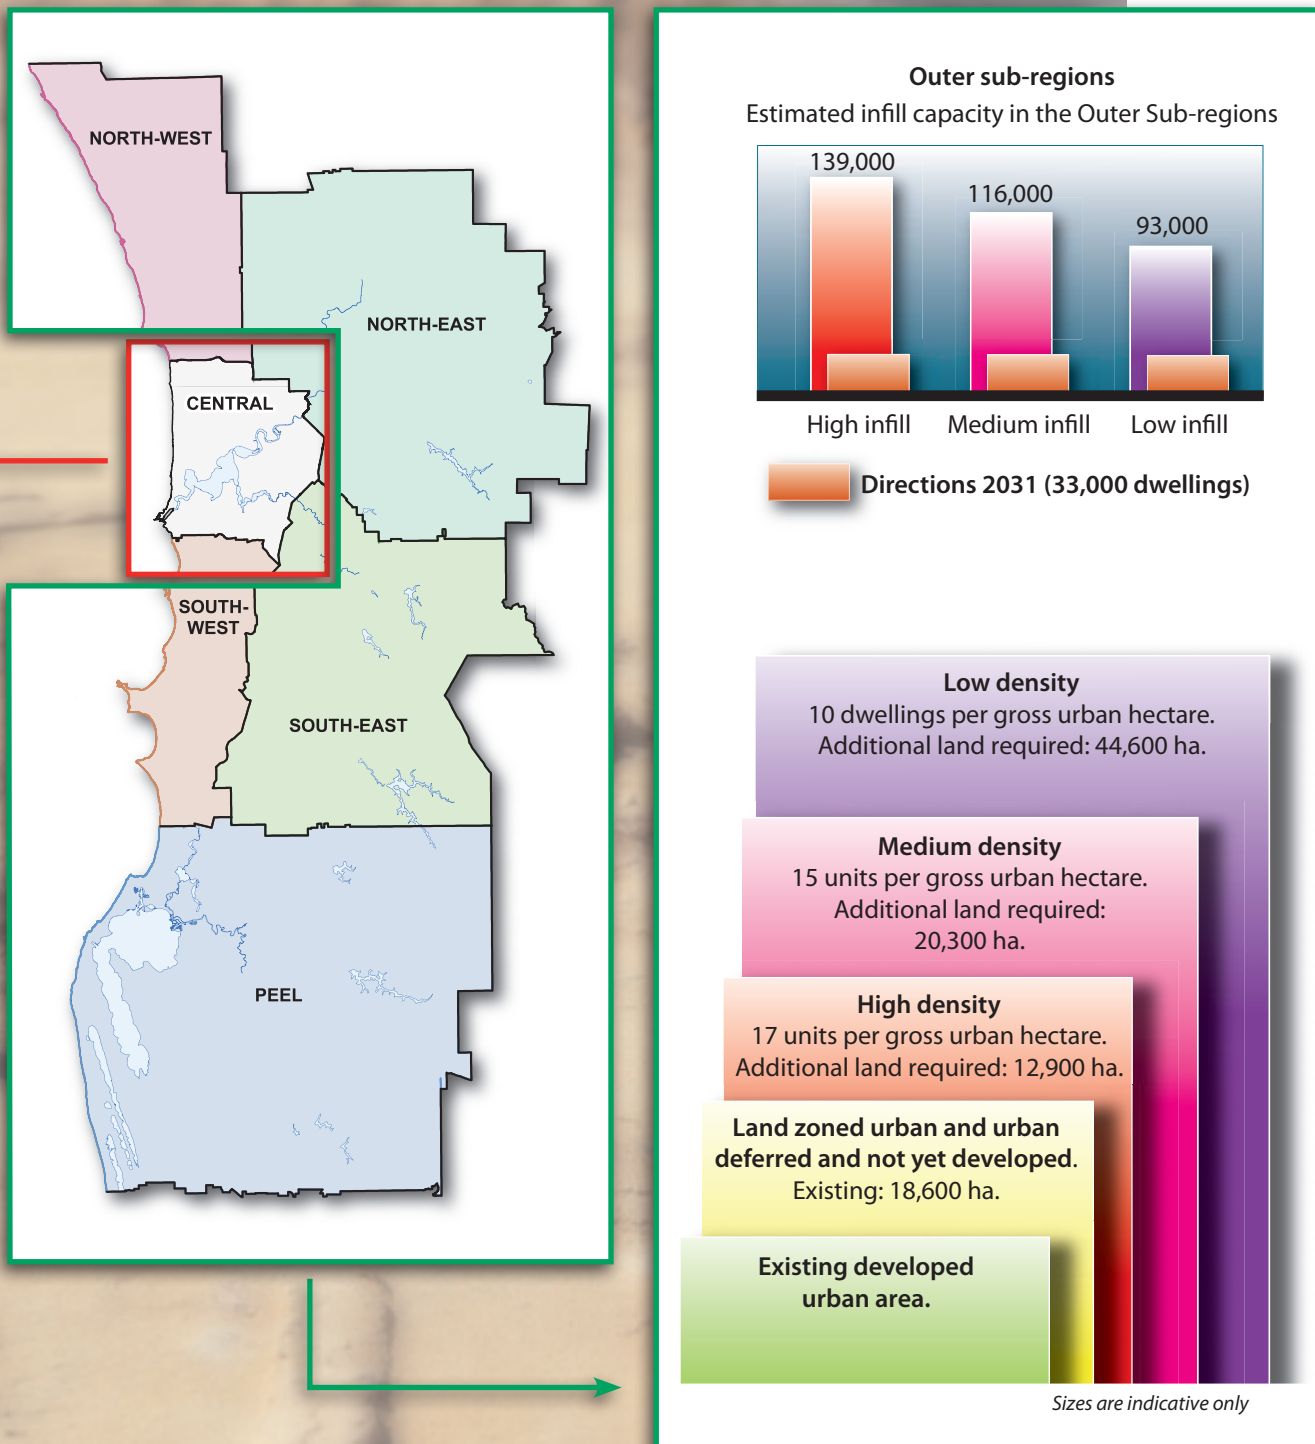 NORTH-WEST
NORTH-EAST
CENTRAL
SOUTH-
WEST
SOUTH-EAST
PEEL
Outer sub-regions
Estimated infill capacity in the Outer Sub-regions
139,000
116,000
93,000
High infill
Medium infill
Low infill
Directions 2031 (33,000 dwellings)
Low density
10 dwellings per gross urban hectare.
Additional land required: 44,600 ha.
Medium density
15 units per gross urban hectare.
Additional land required:
20,300 ha.
High density
17 units per gross urban hectare.
Additional land required: 12,900 ha.
Land zoned urban and urban
deferred and not yet developed.
Existing: 18,600 ha.
Existing developed
urban area.
Sizes are indicative only